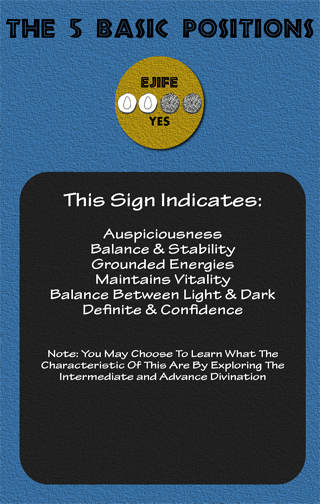 THE 5 BASIC POSITIONS
EJIFE
YES
This Sign Indicates:
Auspiciousness
Balance & Stability
Grounded Energies
Maintains Vitality
Balance Between Light & Dark
Definite & Confidence
Note: You May Choose To Learn What The
Characteristic Of This Are By Exploring The
Intermediate and Advance Divination